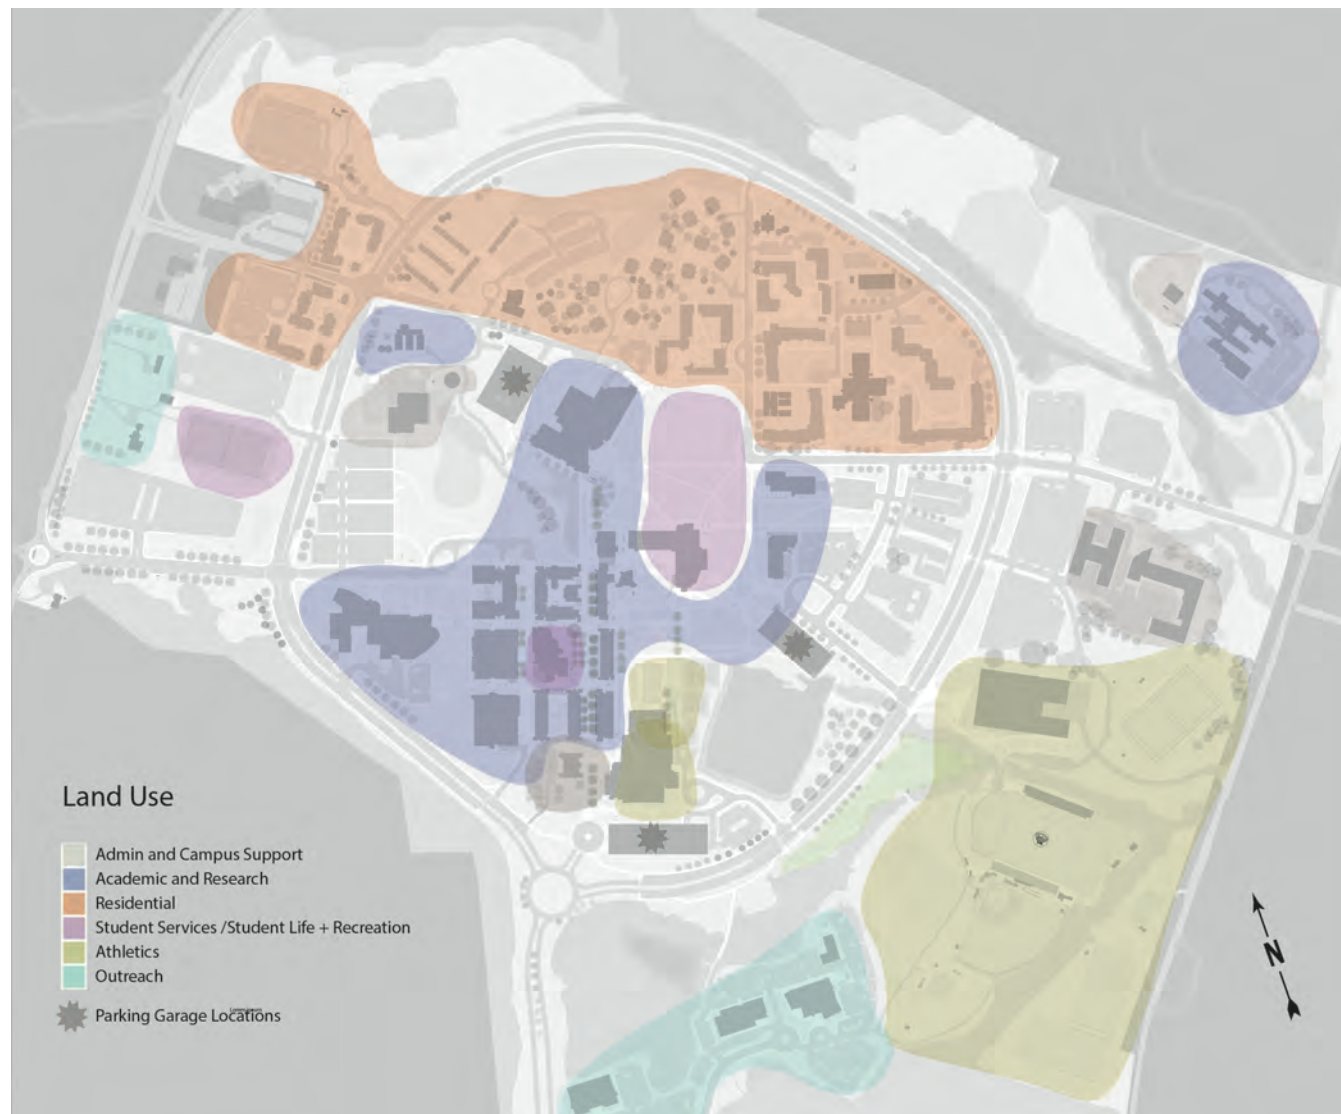 Land Use
Admin and Campus Support
Academic and Research
Residential
Student Services /Student Life + Recreation
Athletics
Outreach
Parking Garage Locations
N